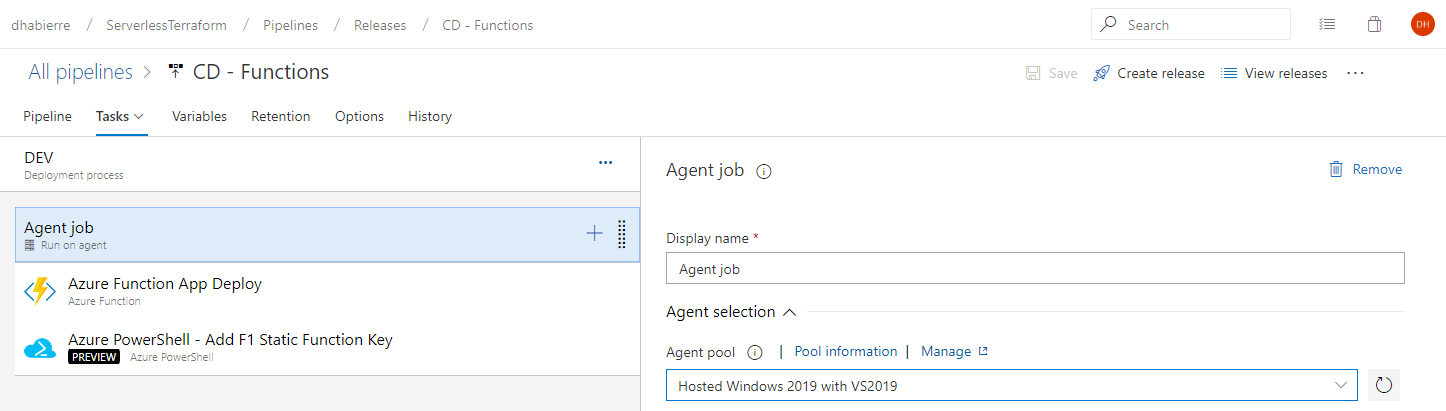 dhabierre / ServerlessTerraform / Pipelines / Releases / CD - Functions
Search
DH
All pipelines > CD - Functions
Save Create release View releases ...
Pipeline Tasks Variables Retention Options History
DEV
Deployment process
...
Agent job
Run on agent
Azure Function App Deploy
Azure Function
Azure PowerShell - Add F1 Static Function Key
PREVIEW Azure PowerShell
Agent job
Remove
Display name *
Agent job
Agent selection
Agent pool | Pool information | Manage
Hosted Windows 2019 with VS2019